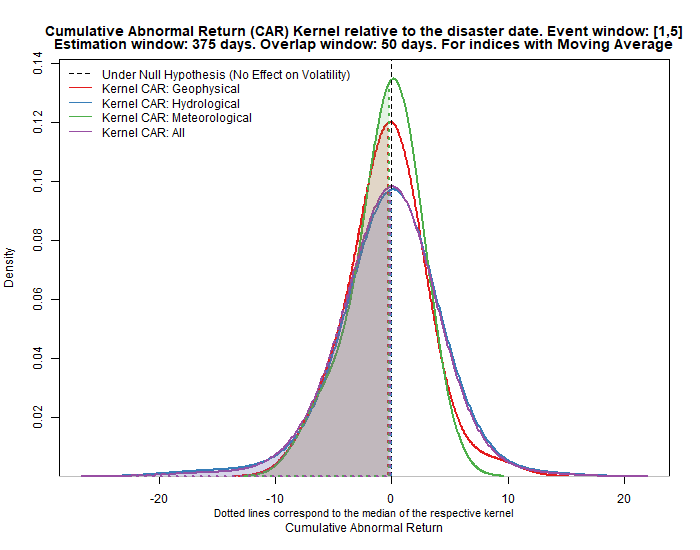 Cumulative Abnormal Return (CAR) Kernel relative to the disaster date. Event window: [1,5]
Estimation window: 375 days. Overlap window: 50 days. For indices with Moving Average
Under Null Hypothesis (No Effect on Volatility)
Kernel CAR: Geophysical
Kernel CAR: Hydrological
Kernel CAR: Meteorological
Kernel CAR: All
Density
0.14
0.12
0.10
0.08
0.06
0.04
0.02
-20 -10 0 10 20
Dotted lines correspond to the median of the respective kernel
Cumulative Abnormal Return